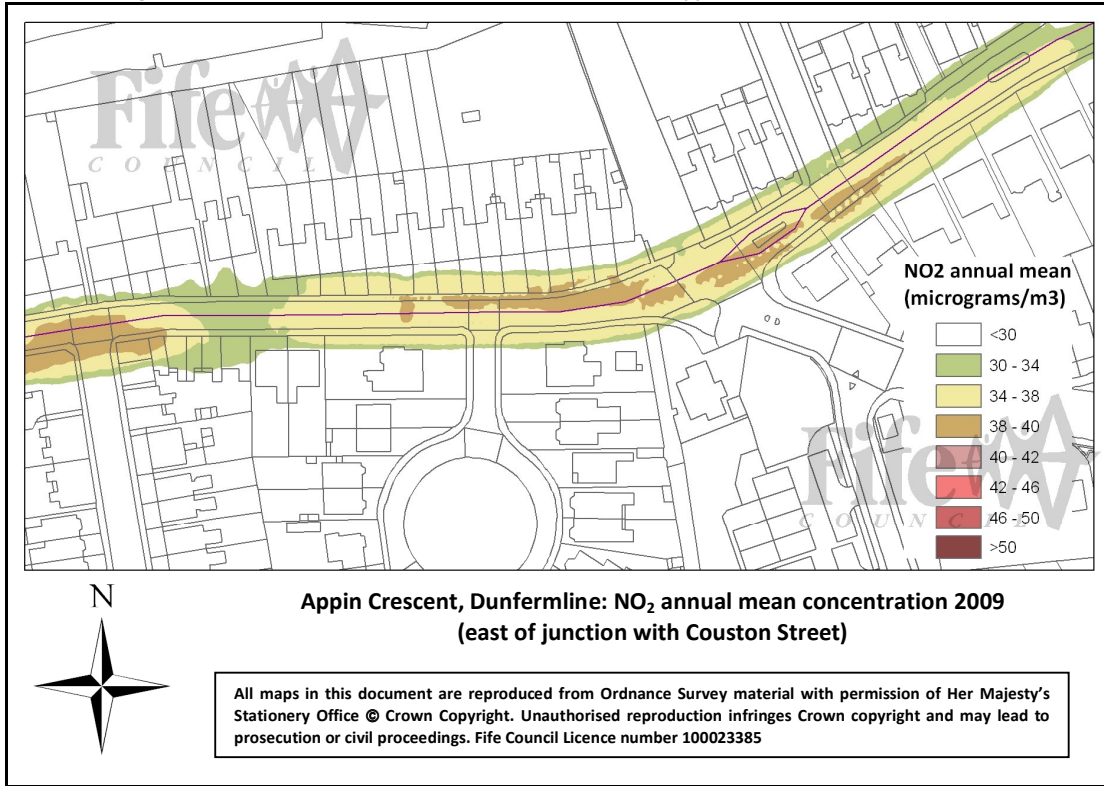 Fife
COUNCIL
NO2 annual mean
(micrograms/m3)
<30
30 - 34
34 - 38
38 - 40
40 - 42
42 - 46
46 - 50
>50
Fife
COUNCIL
N
Appin Crescent, Dunfermline: NO₂ annual mean concentration 2009
(east of junction with Couston Street)
All maps in this document are reproduced from Ordnance Survey material with permission of Her Majesty’s
Stationery Office © Crown Copyright. Unauthorised reproduction infringes Crown copyright and may lead to
prosecution or civil proceedings. Fife Council Licence number 100023385